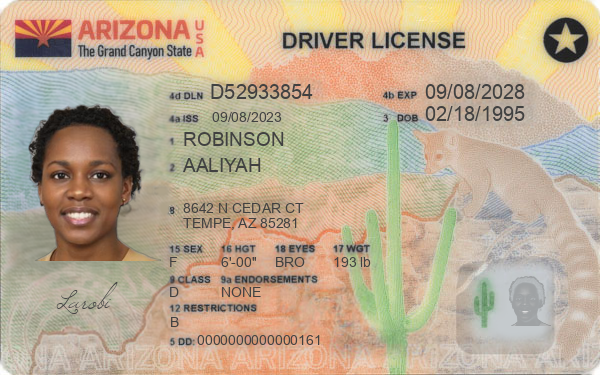 ARIZONA USA
The Grand Canyon State
DRIVER LICENSE
4d DLN D52933854 4b EXP 09/08/2028
4a ISS 09/08/2023 3 DOB 02/18/1995
1 ROBINSON
2 AALIYAH
8 8642 N CEDAR CT
TEMPE, AZ 85281
15 SEX 16 HGT 18 EYES 17 WGT
F 6'-00" BRO 193 lb
9 CLASS 9a ENDORSEMENTS
D NONE
12 RESTRICTIONS
B
Larobi
5 DD: 0000000000000161
ONA ARIZONA ARIZONA ARIZONA ARIZONA AXI